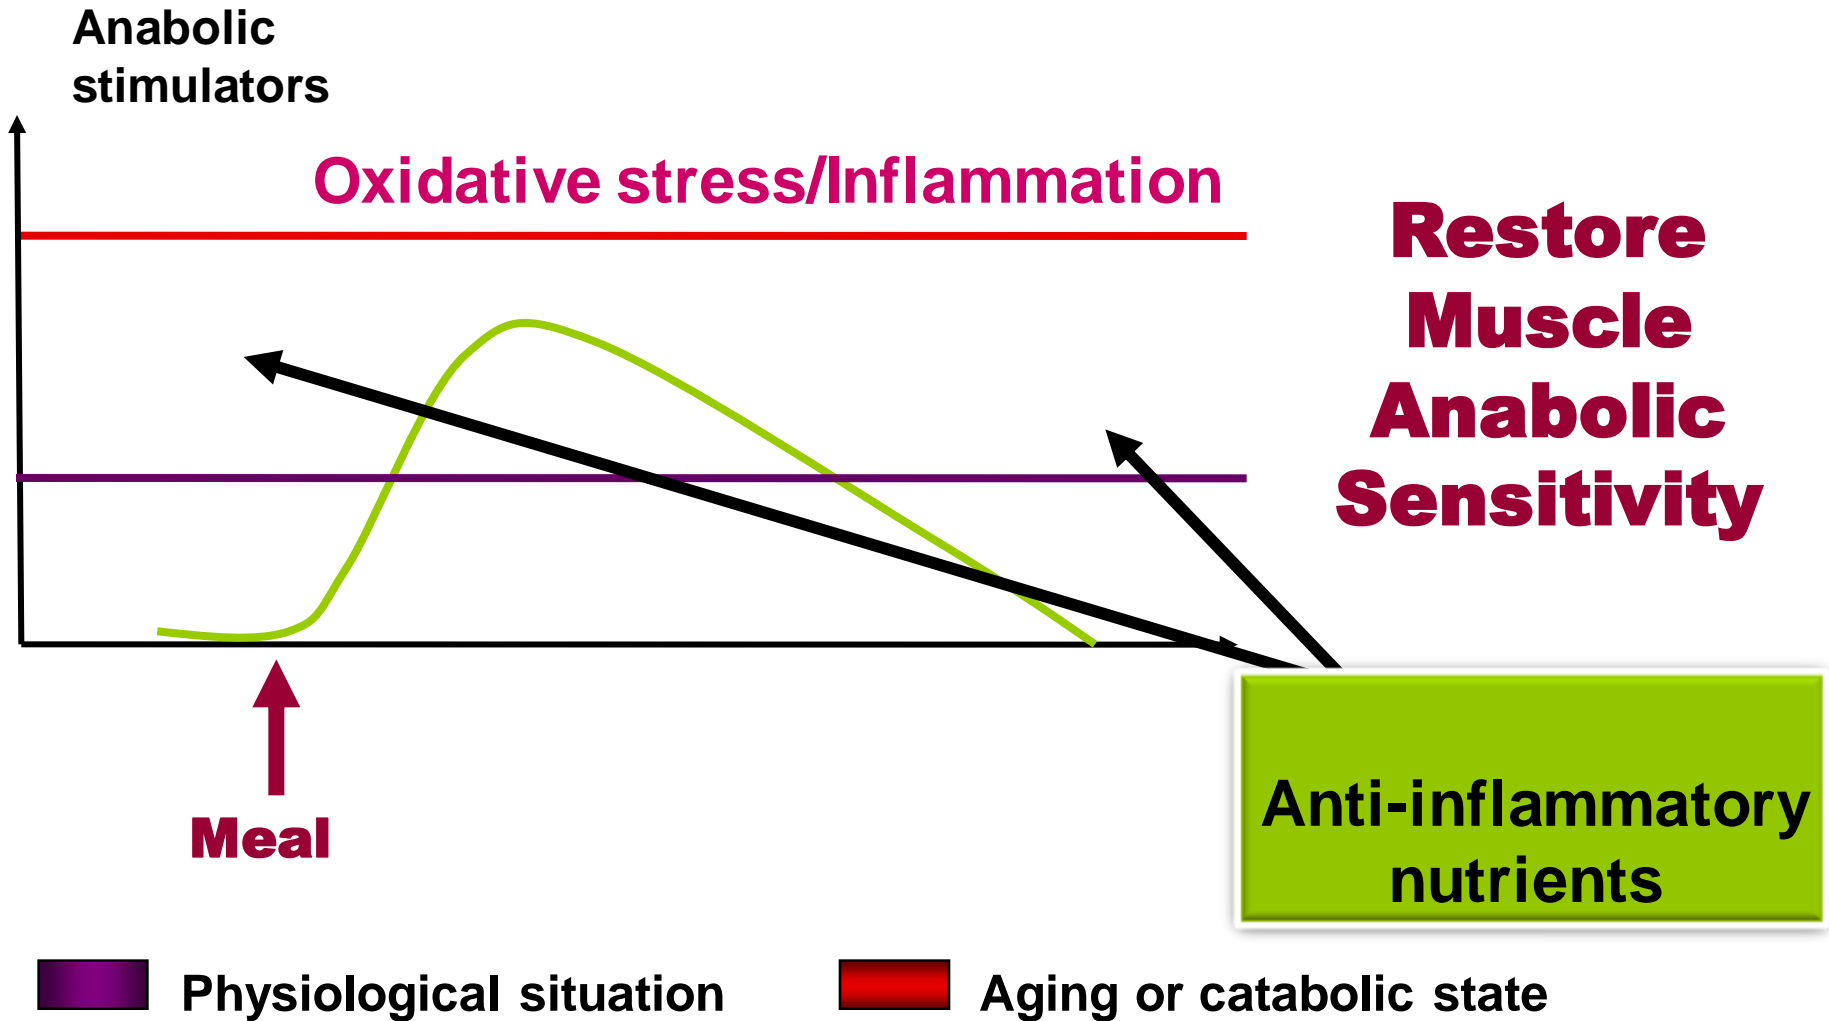 Anabolic
stimulators
Oxidative stress/Inflammation
Restore
Muscle
Anabolic
Sensitivity
Meal
Anti-inflammatory
nutrients
Physiological situation
Aging or catabolic state